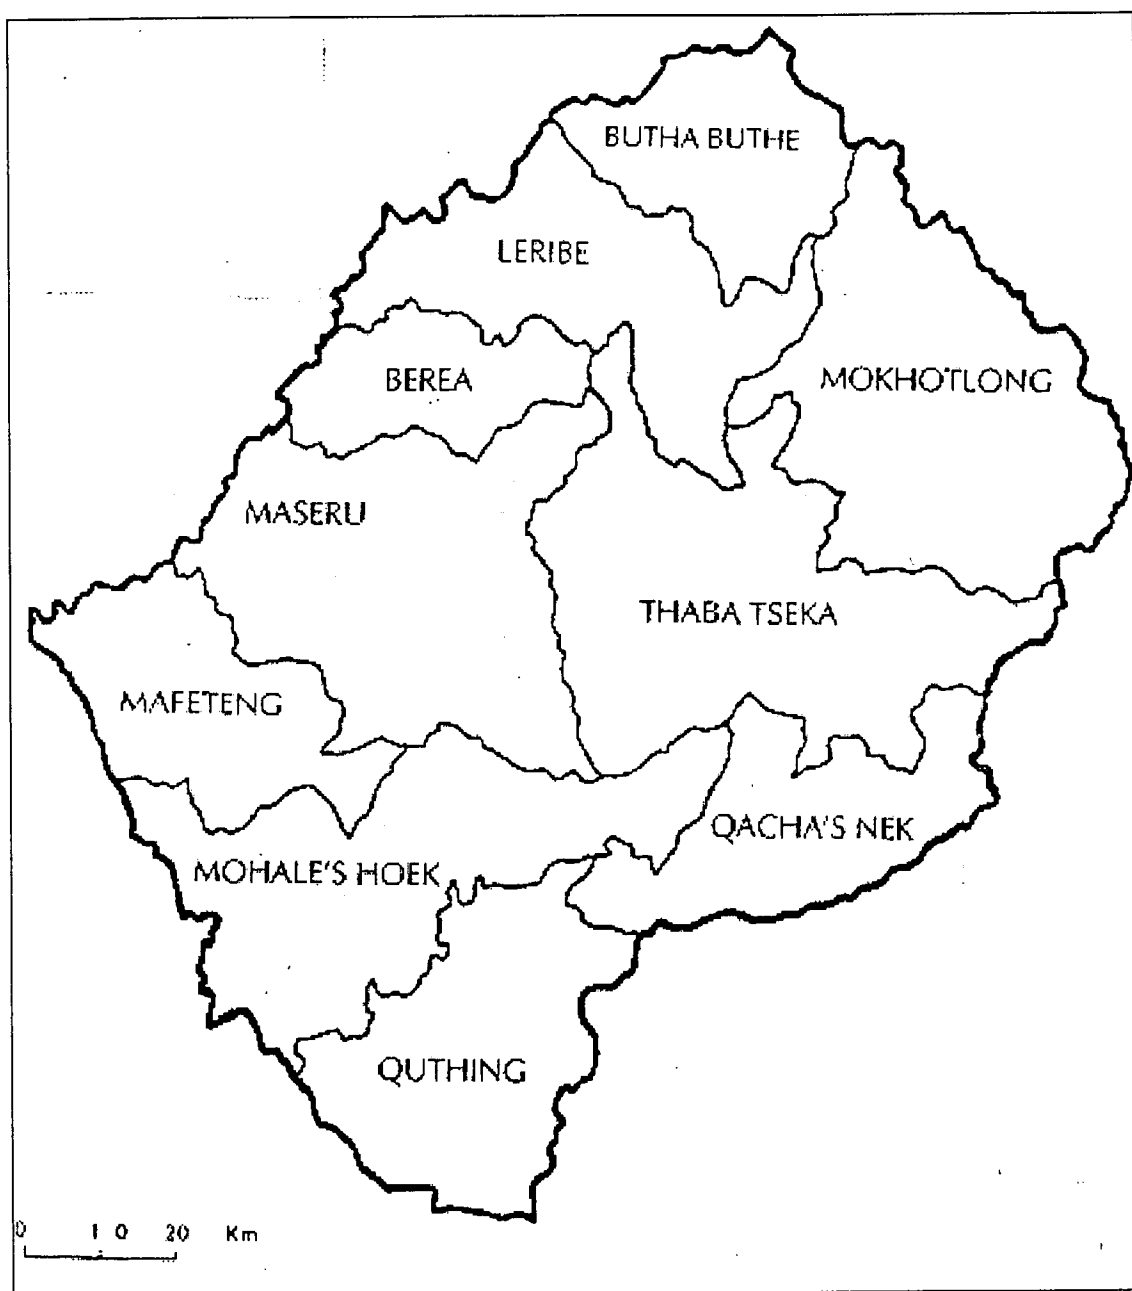 BUTHA BUTHE
LERIBE
BEREA
MOKHOTLONG
MASERU
THABA TSEKA
MAFETENG
QACHA'S NEK
MOHALE'S HOEK
QUTHING
0 10 20 Km